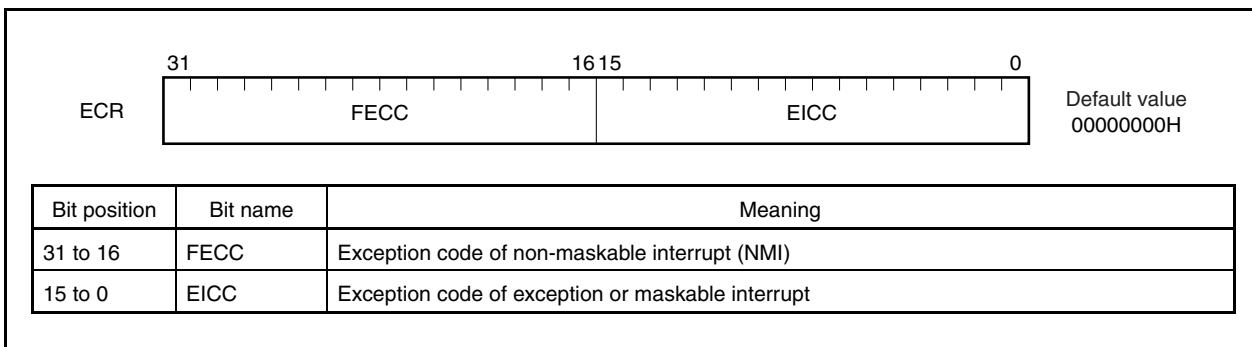 31 16 15 0
ECR FECC EICC Default value
00000000H
Bit position Bit name Meaning
31 to 16 FECC Exception code of non-maskable interrupt (NMI)
15 to 0 EICC Exception code of exception or maskable interrupt